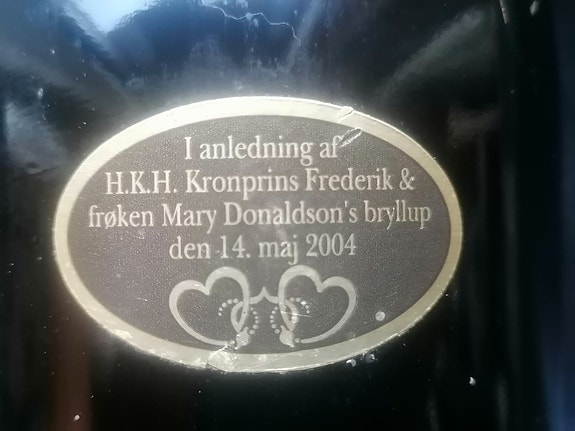 I anledning af
H.K.H. Kronprins Frederik &
frøken Mary Donaldson's bryllup
den 14. maj 2004